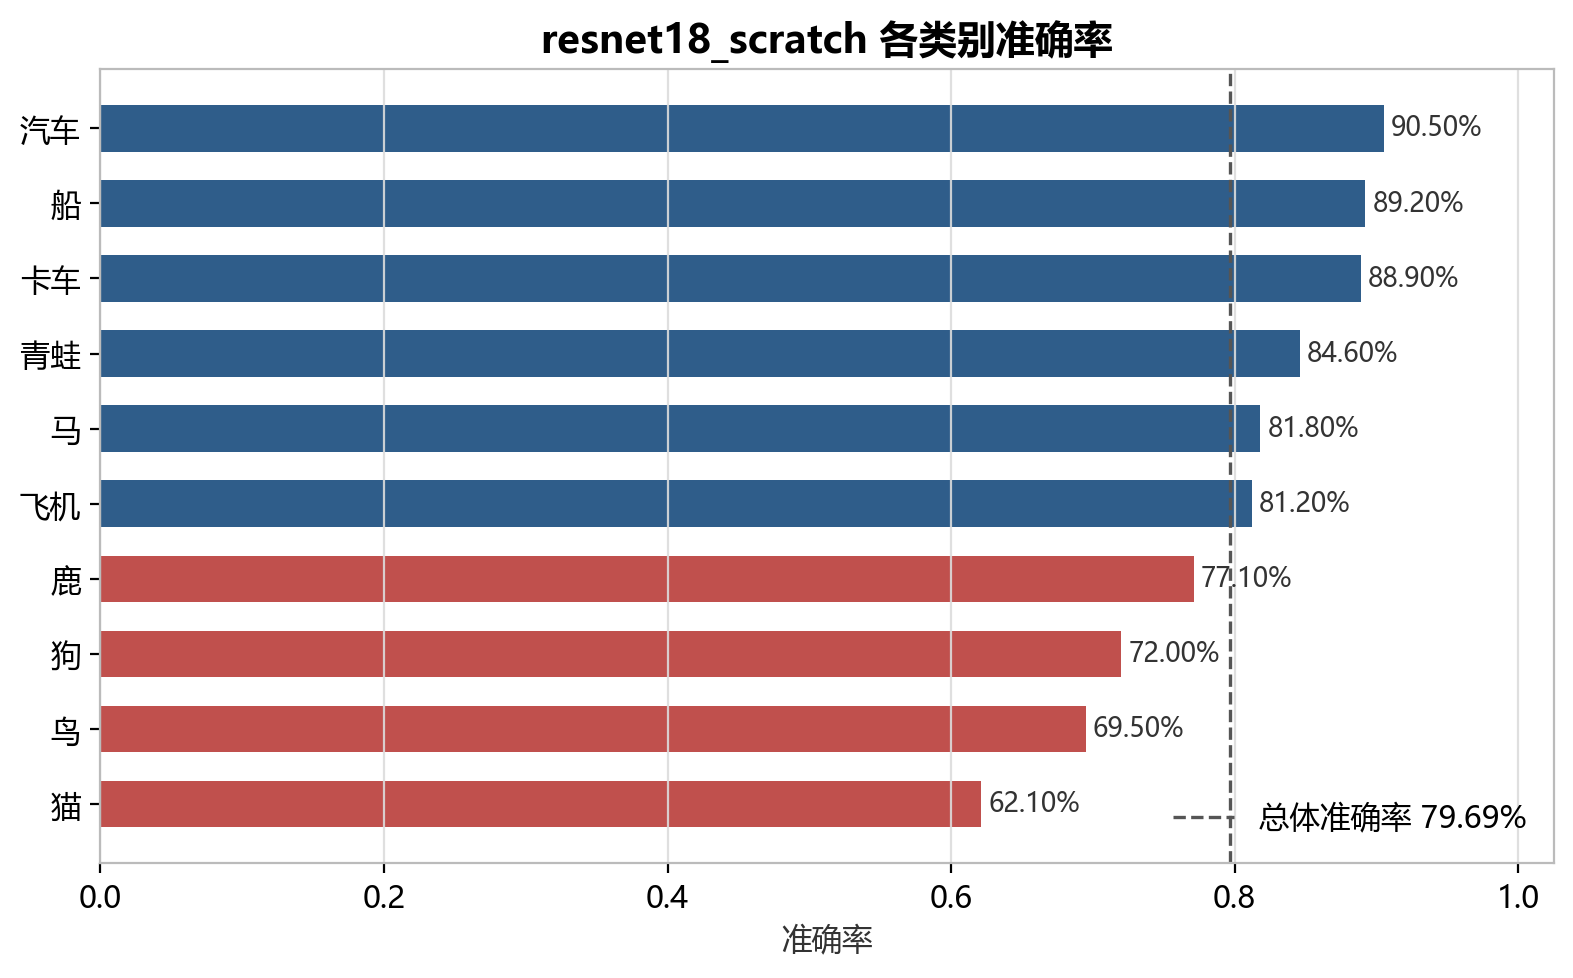 resnet18_scratch 各类别准确率
汽车 90.50%
船 89.20%
卡车 88.90%
青蛙 84.60%
马 81.80%
飞机 81.20%
鹿 77.10%
狗 72.00%
鸟 69.50%
猫 62.10%
总体准确率 79.69%
0.0 0.2 0.4 0.6 0.8 1.0
准确率